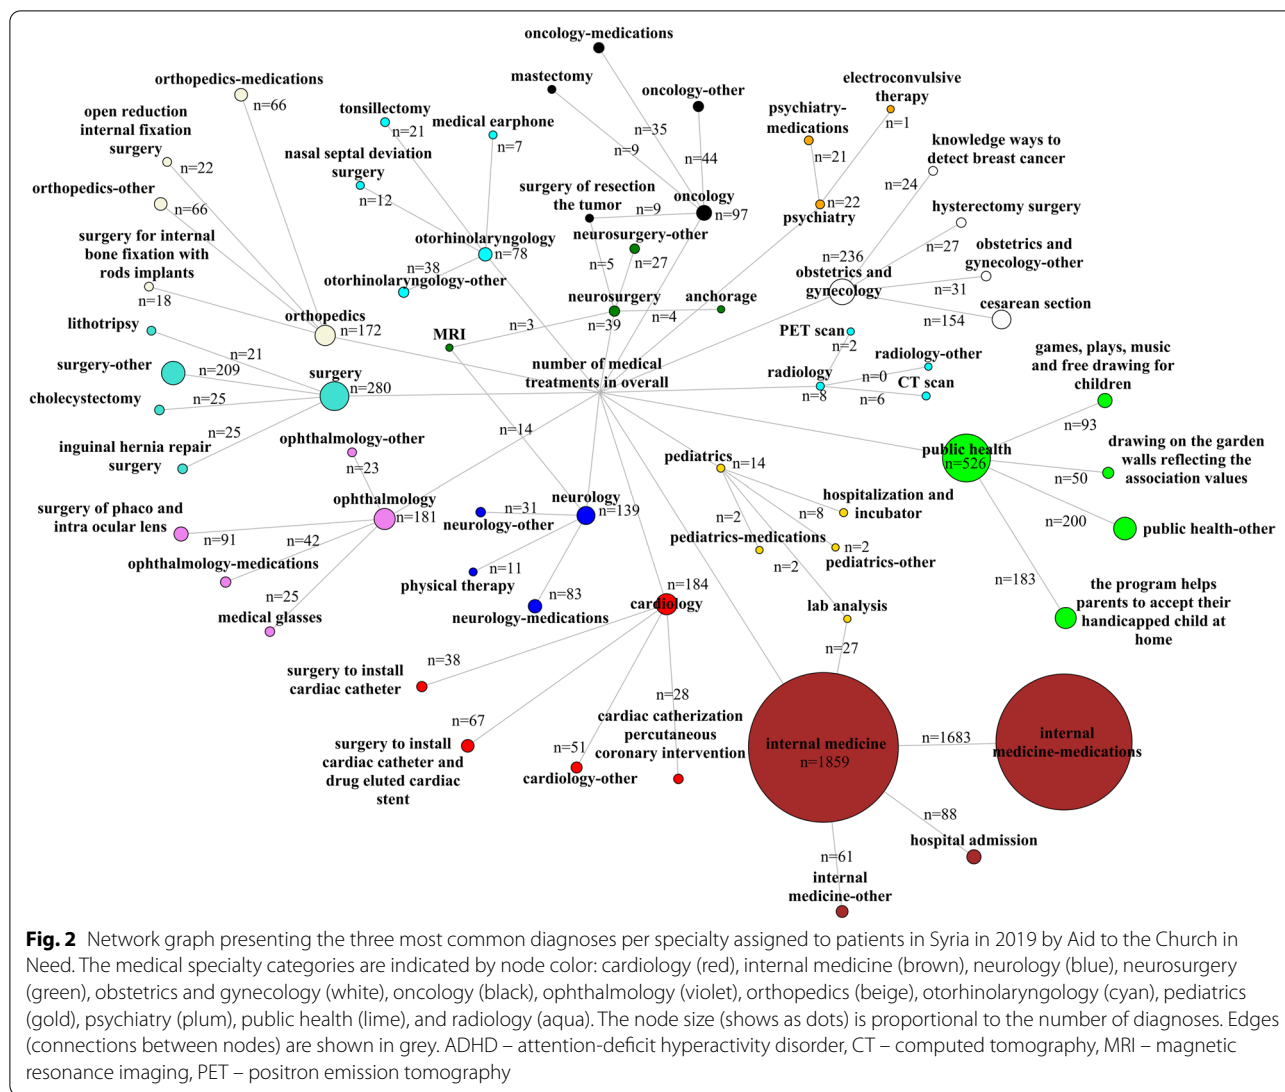 oncology-medications
mastectomy
orthopedics-medications
n=66
tonsillectomy
n=21
medical earphone
n=7
oncology-other
n=35
n=9
n=44
electroconvulsive
therapy
n=1
psychiatry-
medications
n=21
knowledge ways to
detect breast cancer
n=24
open reduction
internal fixation
surgery
n=22
nasal septal deviation
surgery
n=12
orthopedics-other
n=66
surgery of resection
the tumor
n=9
oncology
n=97
n=22
psychiatry
hysterectomy surgery
n=27
surgery for internal
bone fixation with
rods implants
n=18
otorhinolaryngology
n=78
n=38
otorhinolaryngology-other
neurosurgery-other
n=27
n=5
n=236
obstetrics and
gynecology
obstetrics and
gynecology-other
n=31
cesarean section
n=154
neurosurgery
n=39
anchorage
n=4
n=3
MRI
lithotripsy
n=21
orthopedics
n=172
PET scan
n=2
radiology-other
n=0
CT scan
n=6
radiology
n=8
surgery-other
n=209
surgery
n=280
number of medical
treatments in overall
games, plays, music
and free drawing for
children
n=93
cholecystectomy
n=25
n=25
inguinal hernia repair
surgery
ophthalmology-other
n=23
n=14
pediatrics
n=14
public health
n=526
drawing on the garden
walls reflecting the
association values
n=50
surgery of phaco and
intra ocular lens
n=91
ophthalmology
n=181
n=42
ophthalmology-medications
n=25
medical glasses
neurology
n=139
n=31
neurology-other
n=11
physical therapy
n=83
neurology-medications
hospitalization and
incubator
n=8
n=2
pediatrics-medications
n=2
pediatrics-other
n=2
n=200
public health-other
n=183
the program helps
parents to accept their
handicapped child at
home
n=184
cardiology
lab analysis
n=27
n=38
surgery to install
cardiac catheter
n=67
surgery to install
cardiac catheter and
drug eluted cardiac
stent
n=51
cardiology-other
n=28
cardiac catherization
percutaneous
coronary intervention
internal medicine
n=1859
n=1683
internal
medicine-medications
n=88
hospital admission
n=61
internal
medicine-other
Fig. 2 Network graph presenting the three most common diagnoses per specialty assigned to patients in Syria in 2019 by Aid to the Church in
Need. The medical specialty categories are indicated by node color: cardiology (red), internal medicine (brown), neurology (blue), neurosurgery
(green), obstetrics and gynecology (white), oncology (black), ophthalmology (violet), orthopedics (beige), otorhinolaryngology (cyan), pediatrics
(gold), psychiatry (plum), public health (lime), and radiology (aqua). The node size (shows as dots) is proportional to the number of diagnoses. Edges
(connections between nodes) are shown in grey. ADHD – attention-deficit hyperactivity disorder, CT – computed tomography, MRI – magnetic
resonance imaging, PET – positron emission tomography